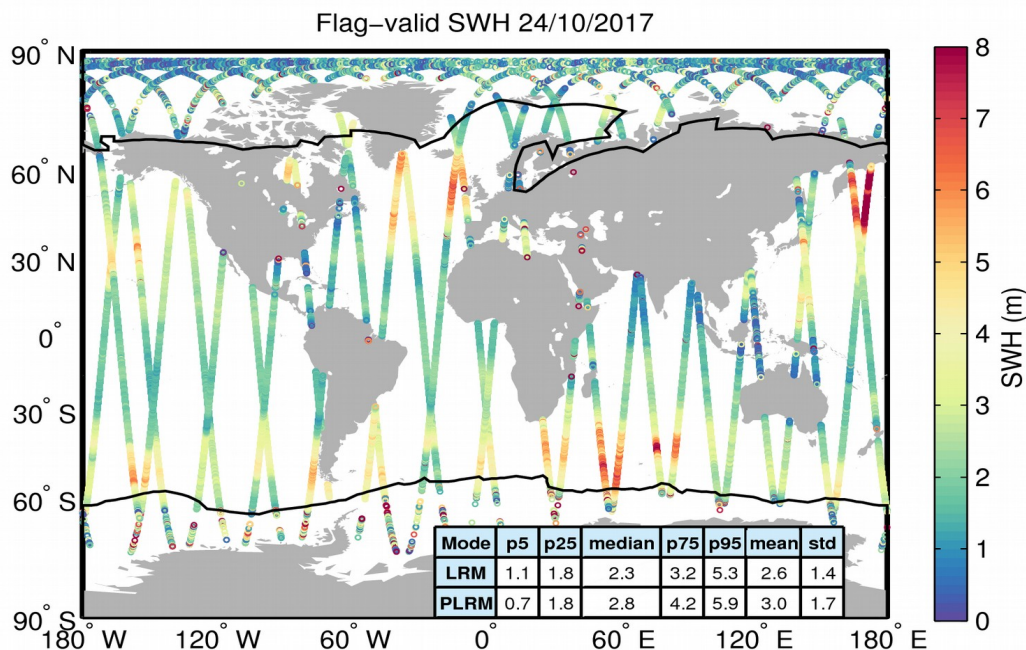 Flag−valid SWH 24/10/2017
90° N
60° N
30° N
0°
30° S
60° S
90° S
180° W
120° W
60° W
0°
60° E
120° E
180° E
Mode p5 p25 median p75 p95 mean std
LRM 1.1 1.8 2.3 3.2 5.3 2.6 1.4
PLRM 0.7 1.8 2.8 4.2 5.9 3.0 1.7
8
7
6
5
4
3
2
1
0
SWH (m)